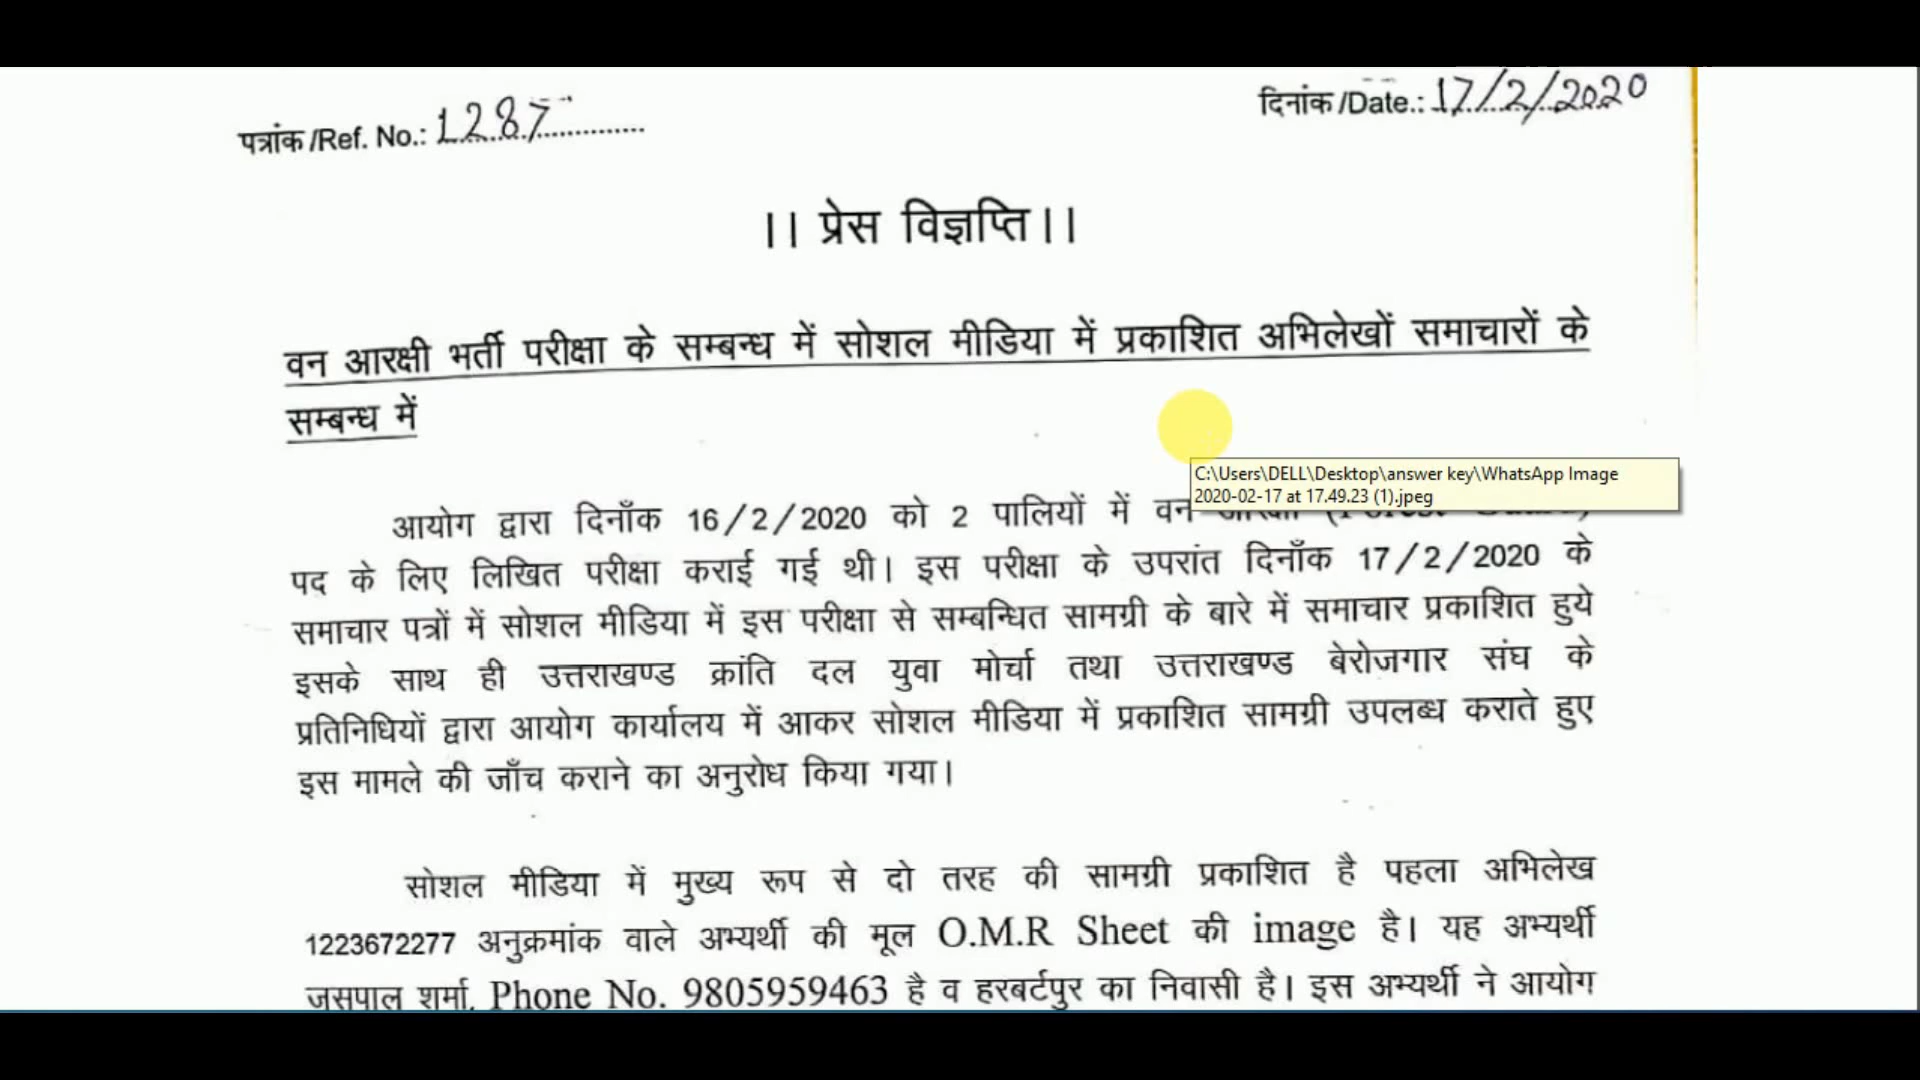 पत्रांक /Ref. No.: 1287
दिनांक /Date.: 17/2/2020
।। प्रेस विज्ञप्ति।।
वन आरक्षी भर्ती परीक्षा के सम्बन्ध में सोशल मीडिया में प्रकाशित अभिलेखों समाचारों के
सम्बन्ध में
C:\Users\DELL\Desktop\answer key\WhatsApp Image
2020-02-17 at 17.49.23 (1).jpeg
आयोग द्वारा दिनाँक 16/2/2020 को 2 पालियों में वन
पद के लिए लिखित परीक्षा कराई गई थी। इस परीक्षा के उपरांत दिनाँक 17/2/2020 के
समाचार पत्रों में सोशल मीडिया में इस परीक्षा से सम्बन्धित सामग्री के बारे में समाचार प्रकाशित हुये
इसके साथ ही उत्तराखण्ड क्रांति दल युवा मोर्चा तथा उत्तराखण्ड बेरोजगार संघ के
प्रतिनिधियों द्वारा आयोग कार्यालय में आकर सोशल मीडिया में प्रकाशित सामग्री उपलब्ध कराते हुए
इस मामले की जाँच कराने का अनुरोध किया गया।
सोशल मीडिया में मुख्य रूप से दो तरह की सामग्री प्रकाशित है पहला अभिलेख
1223672277 अनुक्रमांक वाले अभ्यर्थी की मूल O.M.R Sheet की image है। यह अभ्यर्थी
जसपाल शर्मा, Phone No. 9805959463 है व हरबर्टपुर का निवासी है। इस अभ्यर्थी ने आयोग